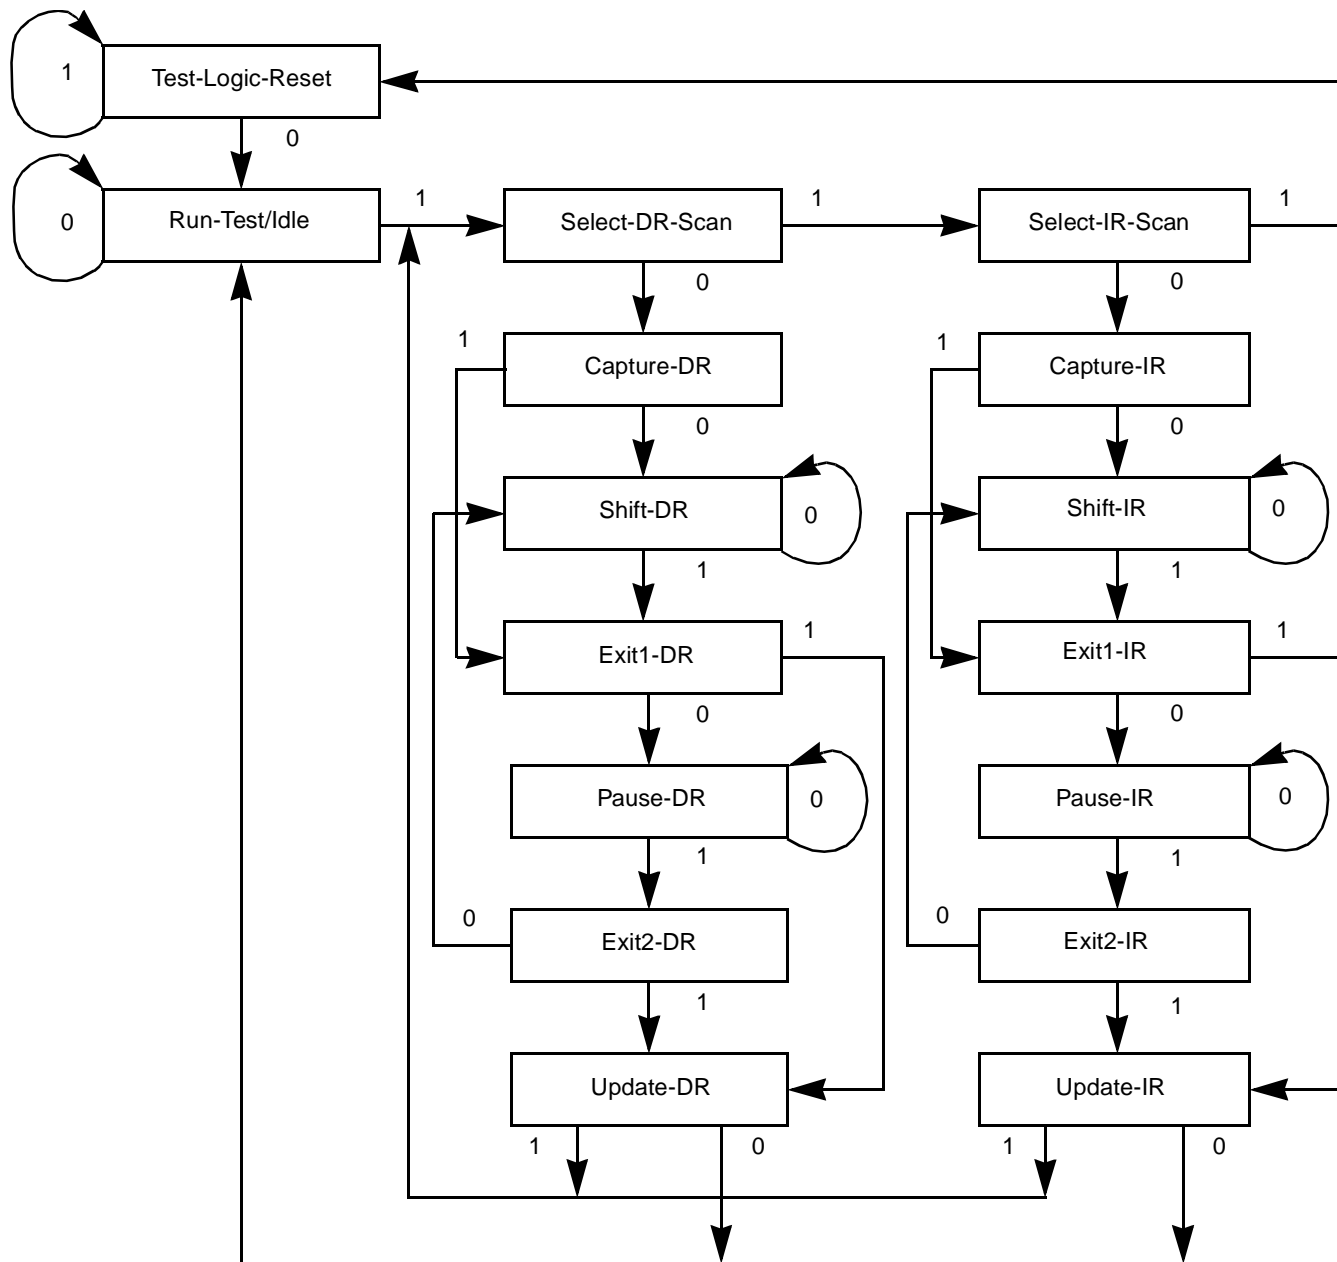 1
Test-Logic-Reset
0
0
Run-Test/Idle
1
Select-DR-Scan
1
Select-IR-Scan
1
0
0
1
Capture-DR
1
Capture-IR
0
0
Shift-DR
0
Shift-IR
0
1
1
Exit1-DR
1
Exit1-IR
1
0
0
Pause-DR
0
Pause-IR
0
1
1
0
Exit2-DR
0
Exit2-IR
1
1
Update-DR
Update-IR
1
0
1
0